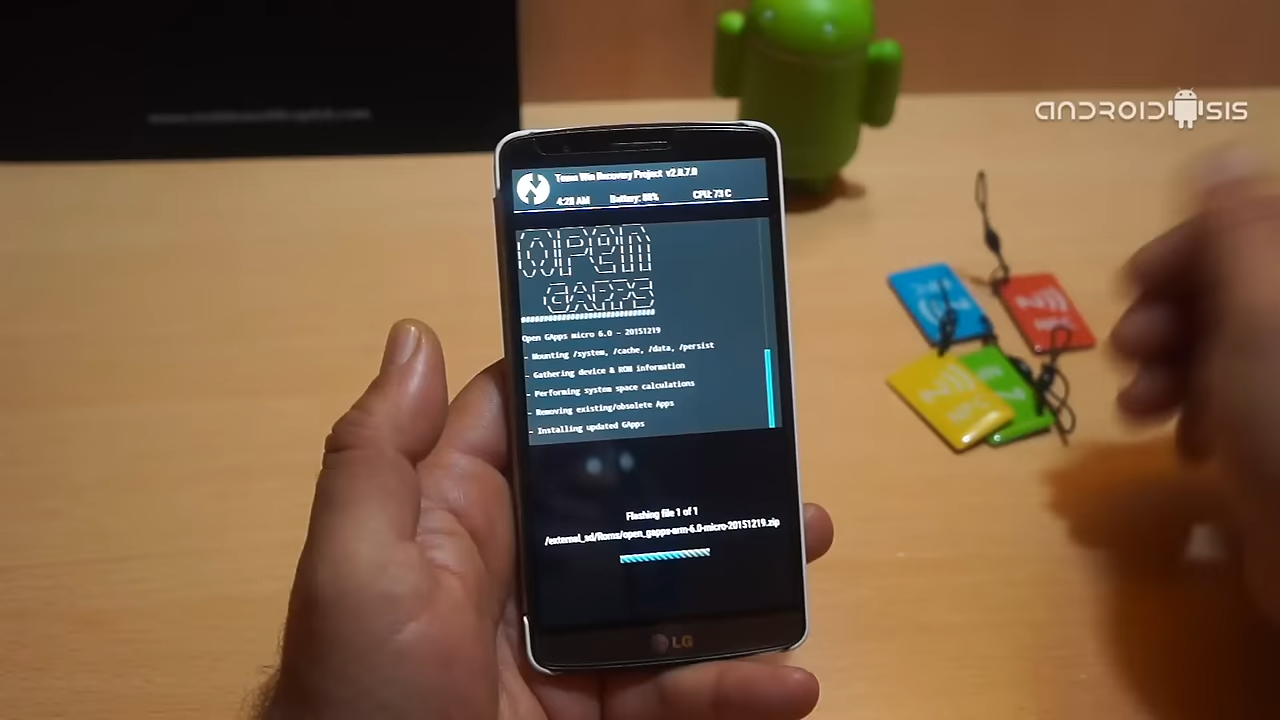 ANDROIDSIS
Team Win Recovery Project v2.8.7.0
4:28 AM Battery: 88% CPU: 73 C
OPEN
GAPPS
Open GApps micro 6.0 - 20151219
- Mounting /system, /cache, /data, /persist
- Gathering device & ROM information
- Performing system space calculations
- Removing existing/obsolete Apps
- Installing updated GApps
Flashing file 1 of 1
/external_sd/Roms/open_gapps-arm-6.0-micro-20151219.zip
LG